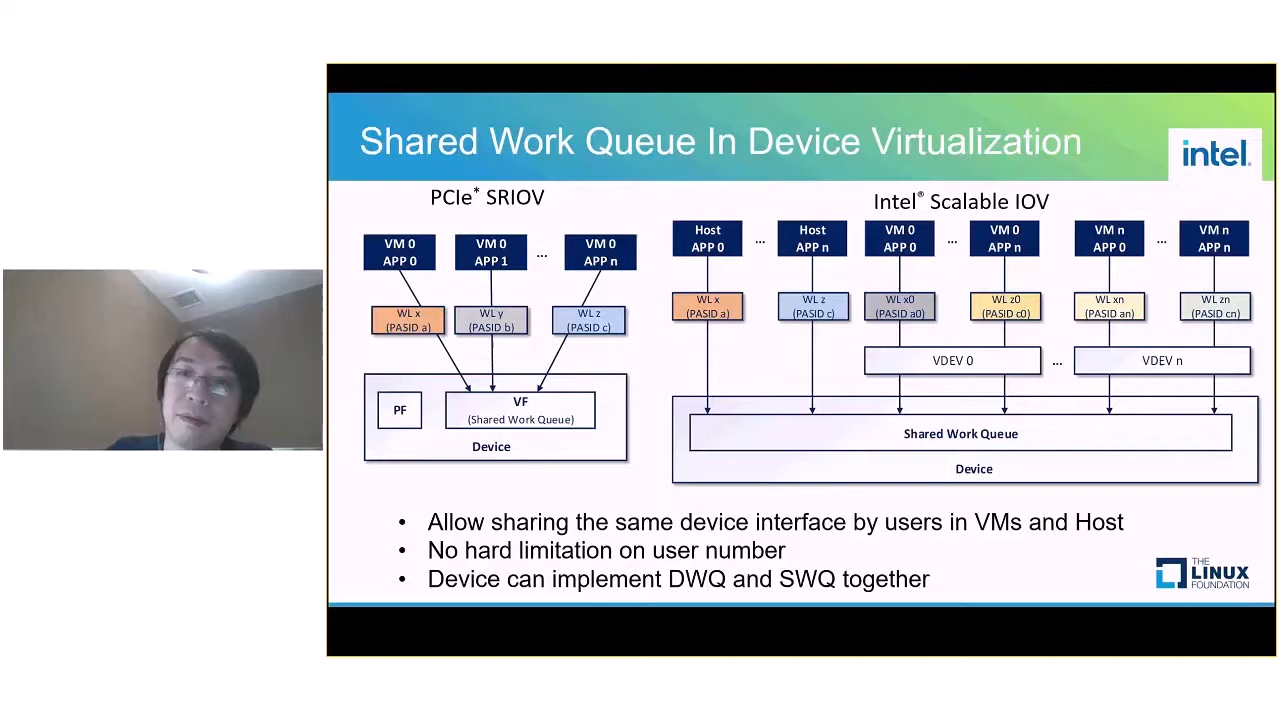 Shared Work Queue In Device Virtualization
intel.
PCIe* SRIOV
VM 0
APP 0
VM 0
APP 1
...
VM 0
APP n
WL x
(PASID a)
WL y
(PASID b)
WL z
(PASID c)
PF
VF
(Shared Work Queue)
Device
Intel® Scalable IOV
Host
APP 0
...
Host
APP n
VM 0
APP 0
...
VM 0
APP n
VM n
APP 0
...
VM n
APP n
WL x
(PASID a)
WL z
(PASID c)
WL x0
(PASID a0)
WL z0
(PASID c0)
WL xn
(PASID an)
WL zn
(PASID cn)
VDEV 0
...
VDEV n
Shared Work Queue
Device
• Allow sharing the same device interface by users in VMs and Host
• No hard limitation on user number
• Device can implement DWQ and SWQ together
THE
LINUX
FOUNDATION